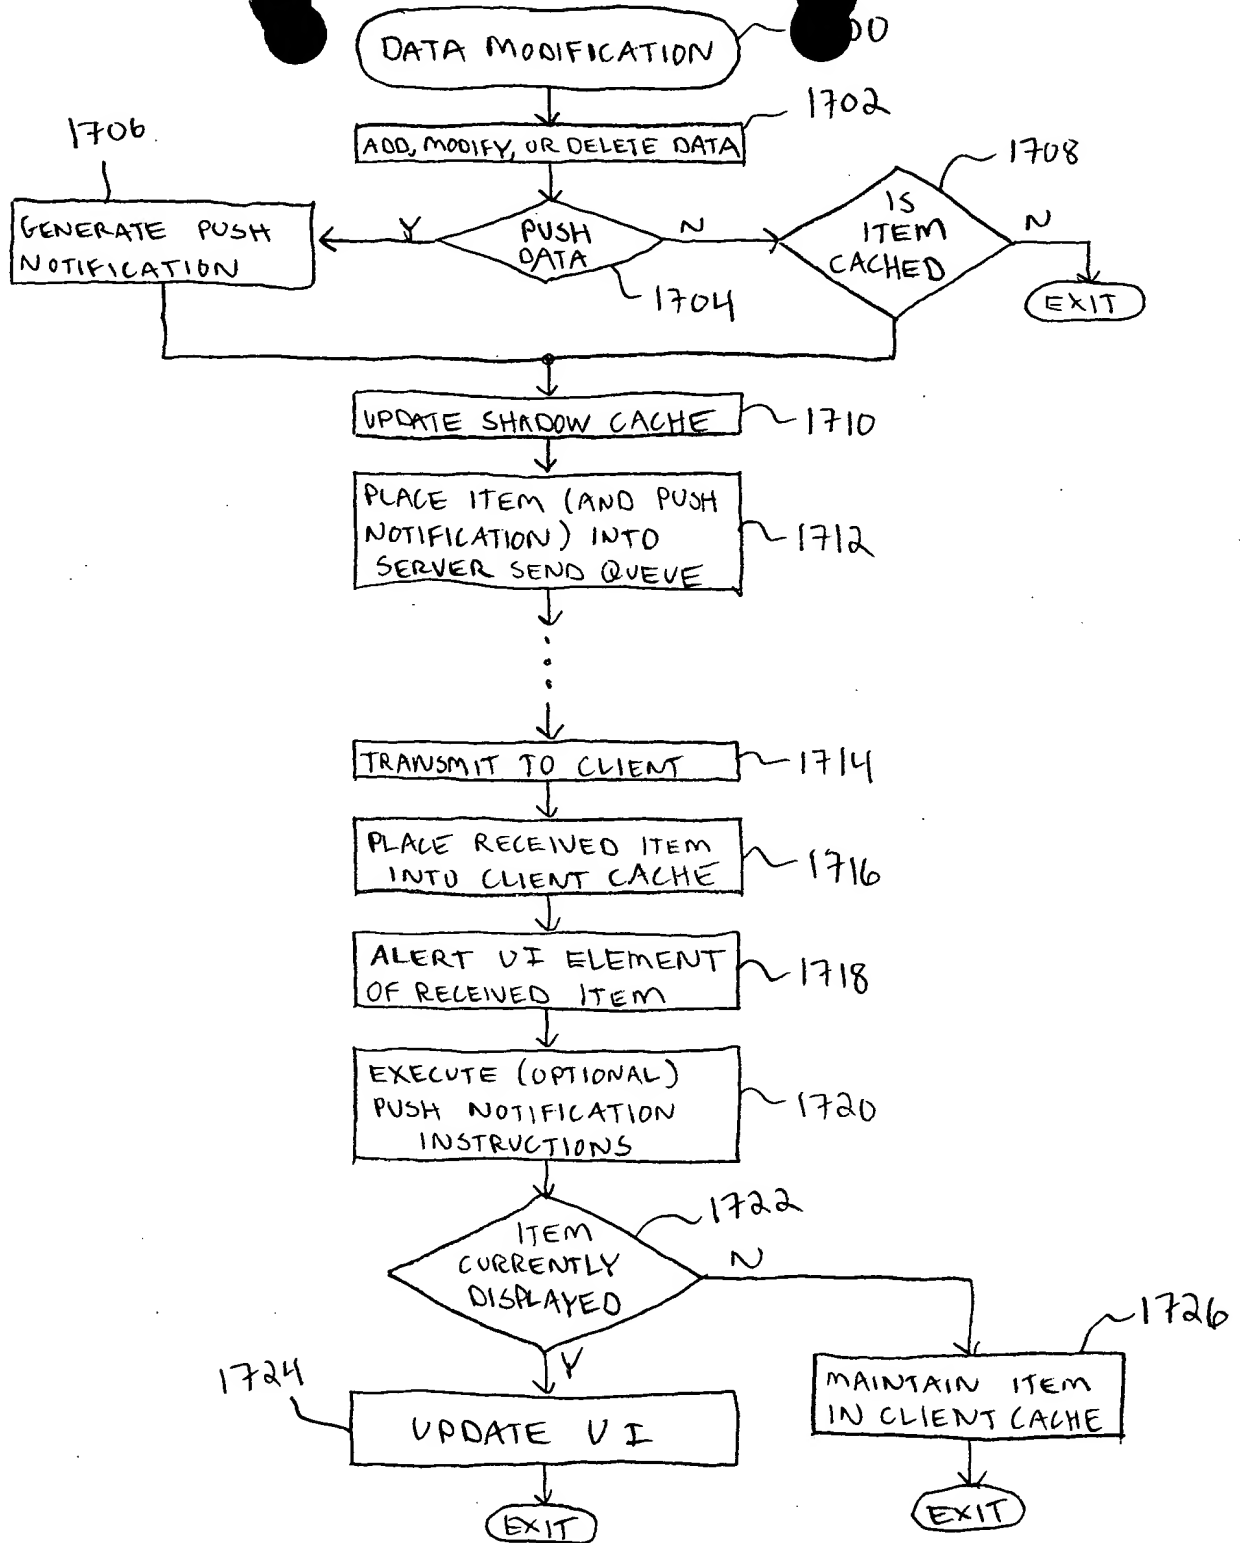 DATA MODIFICATION
00
1702
ADD, MODIFY, OR DELETE DATA
1706
GENERATE PUSH
NOTIFICATION
Y
PUSH
DATA
1704
N
IS
ITEM
CACHED
1708
N
EXIT
UPDATE SHADOW CACHE
1710
PLACE ITEM (AND PUSH
NOTIFICATION) INTO
SERVER SEND QUEUE
1712
TRANSMIT TO CLIENT
1714
PLACE RECEIVED ITEM
INTO CLIENT CACHE
1716
ALERT UI ELEMENT
OF RECEIVED ITEM
1718
EXECUTE (OPTIONAL)
PUSH NOTIFICATION
INSTRUCTIONS
1720
ITEM
CURRENTLY
DISPLAYED
1722
N
Y
1724
UPDATE UI
EXIT
1726
MAINTAIN ITEM
IN CLIENT CACHE
EXIT